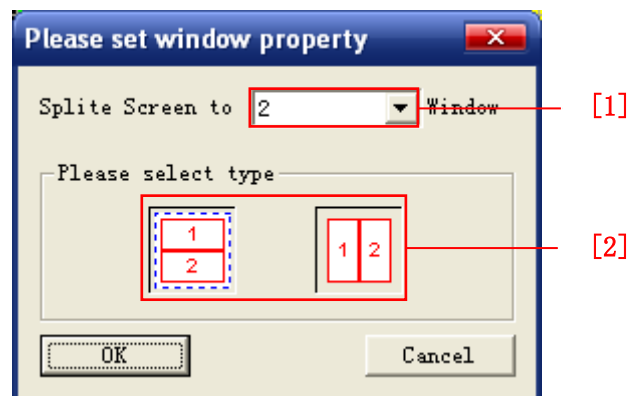 Please set window property
Splite Screen to 2 Window [1]
Please select type
1 2 1 2 [2]
OK Cancel